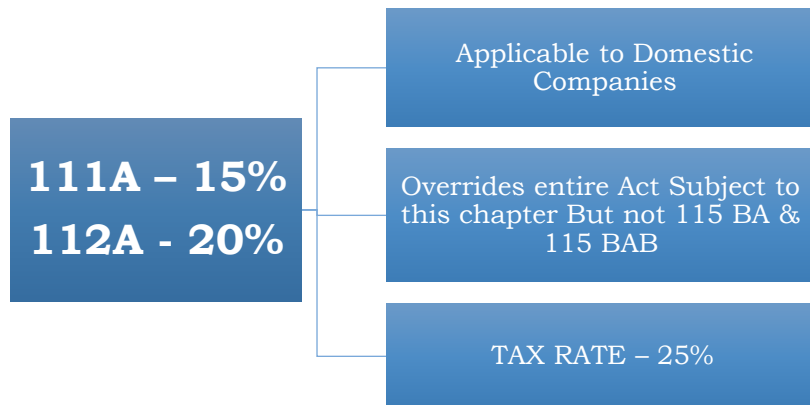 111A – 15%
112A - 20%
Applicable to Domestic
Companies
Overrides entire Act Subject to
this chapter But not 115 BA &
115 BAB
TAX RATE – 25%